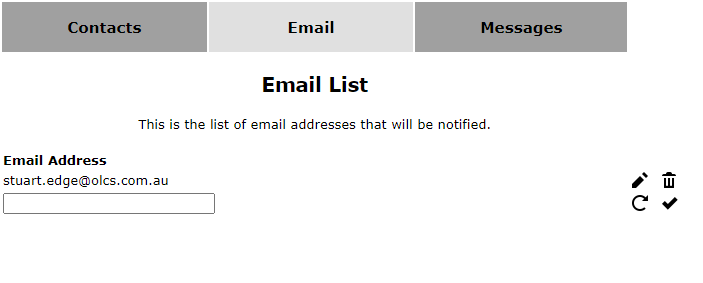 Contacts Email Messages
Email List
This is the list of email addresses that will be notified.
Email Address
stuart.edge@olcs.com.au